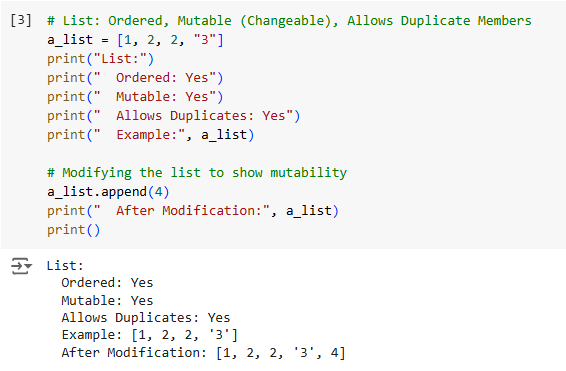 [3] # List: Ordered, Mutable (Changeable), Allows Duplicate Members
a_list = [1, 2, 2, "3"]
print("List:")
print("  Ordered: Yes")
print("  Mutable: Yes")
print("  Allows Duplicates: Yes")
print("  Example:", a_list)

# Modifying the list to show mutability
a_list.append(4)
print("  After Modification:", a_list)
print()

List:
  Ordered: Yes
  Mutable: Yes
  Allows Duplicates: Yes
  Example: [1, 2, 2, '3']
  After Modification: [1, 2, 2, '3', 4]